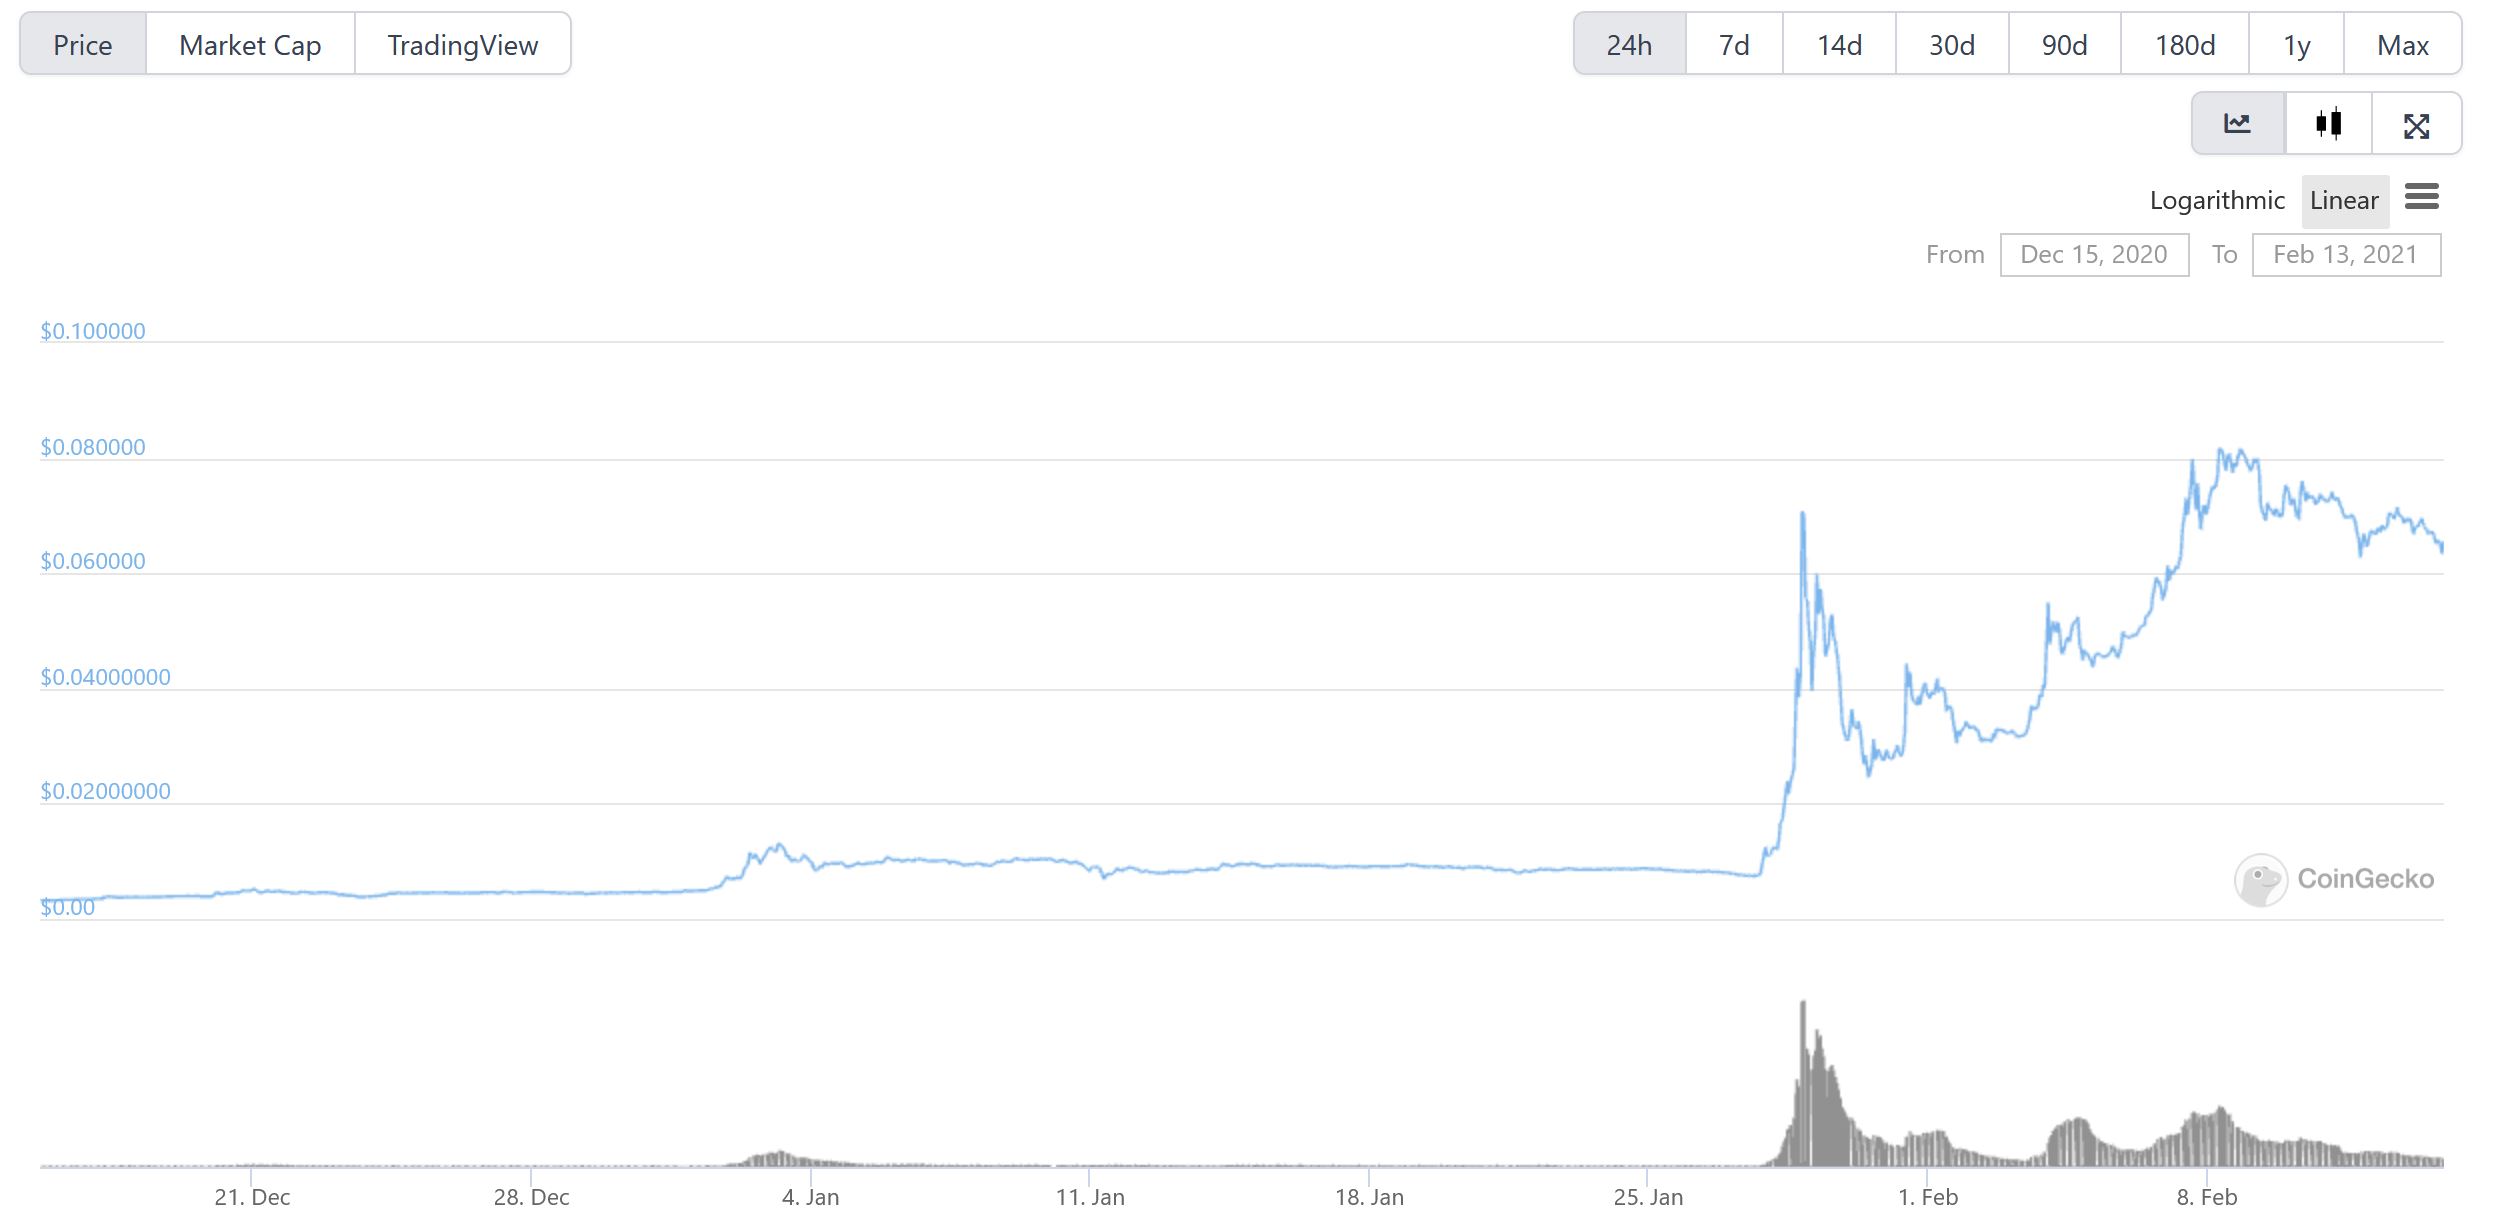 Price Market Cap TradingView 24h 7d 14d 30d 90d 180d 1y Max
Logarithmic Linear
From Dec 15, 2020 To Feb 13, 2021
$0.100000
$0.080000
$0.060000
$0.04000000
$0.02000000
CoinGecko
$0.00
21. Dec 28. Dec 4. Jan 11. Jan 18. Jan 25. Jan 1. Feb 8. Feb